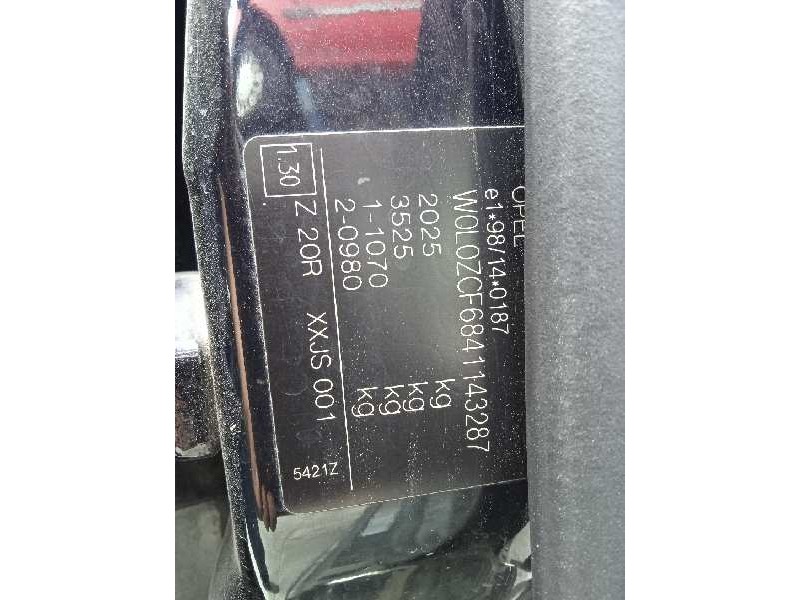 OPEL
e1*98/14*0187
W0L0ZCF6841143287
2025 kg
3525 kg
1-1070 kg
2-0980 kg
1.30 Z 20R XXJS 001
5421Z